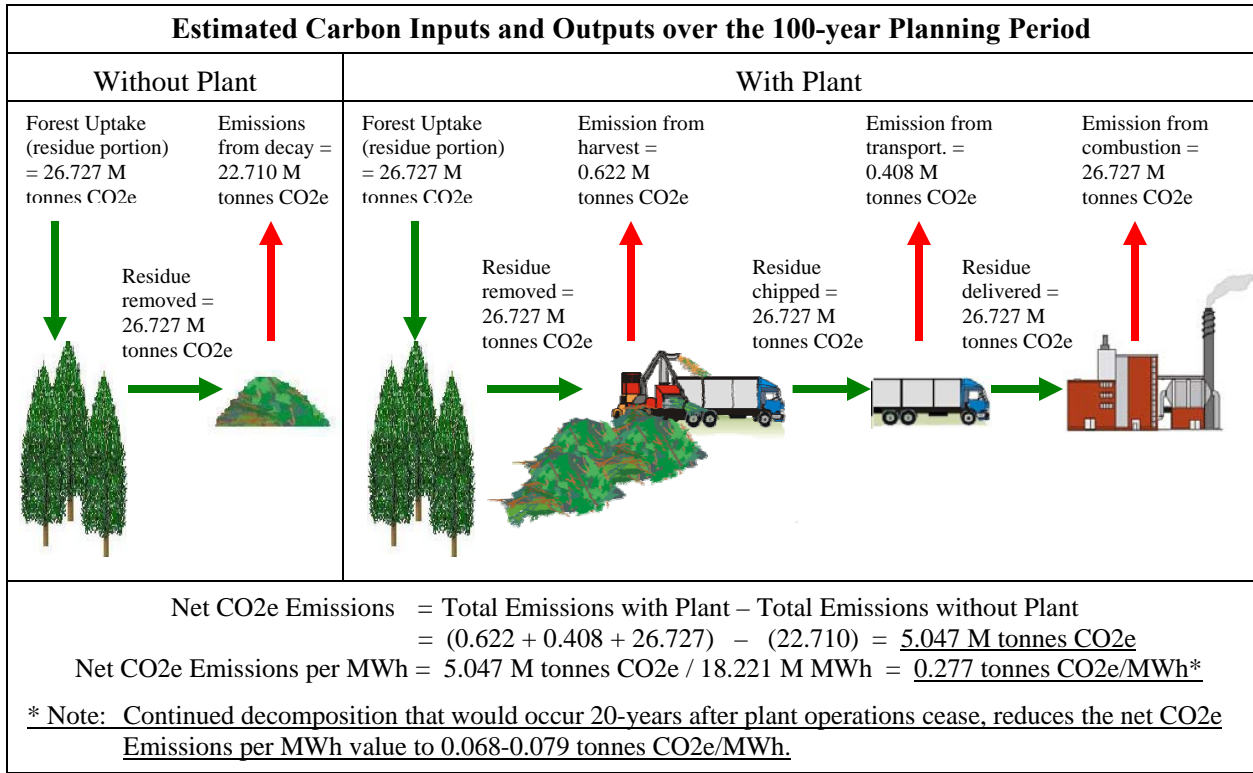 Estimated Carbon Inputs and Outputs over the 100-year Planning Period
Without Plant
With Plant
Forest Uptake
(residue portion)
= 26.727 M
tonnes CO2e
Emissions
from decay =
22.710 M
tonnes CO2e
Residue
removed =
26.727 M
tonnes CO2e
Forest Uptake
(residue portion)
= 26.727 M
tonnes CO2e
Emission from
harvest =
0.622 M
tonnes CO2e
Emission from
transport. =
0.408 M
tonnes CO2e
Emission from
combustion =
26.727 M
tonnes CO2e
Residue
removed =
26.727 M
tonnes CO2e
Residue
chipped =
26.727 M
tonnes CO2e
Residue
delivered =
26.727 M
tonnes CO2e
Net CO2e Emissions = Total Emissions with Plant – Total Emissions without Plant
= (0.622 + 0.408 + 26.727) – (22.710) = 5.047 M tonnes CO2e
Net CO2e Emissions per MWh = 5.047 M tonnes CO2e / 18.221 M MWh = 0.277 tonnes CO2e/MWh*
* Note: Continued decomposition that would occur 20-years after plant operations cease, reduces the net CO2e
Emissions per MWh value to 0.068-0.079 tonnes CO2e/MWh.